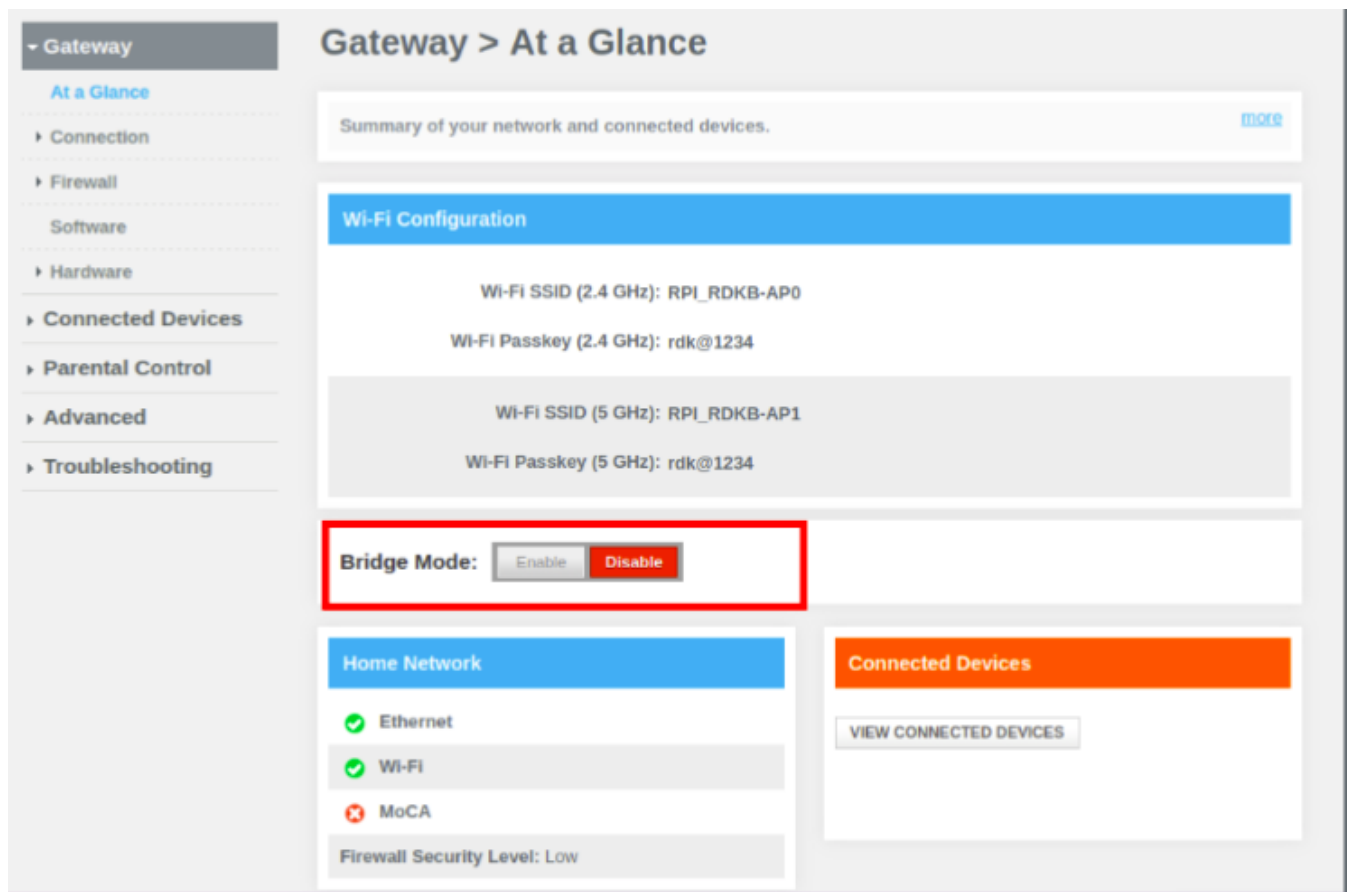 Gateway
At a Glance
Connection
Firewall
Software
Hardware
Connected Devices
Parental Control
Advanced
Troubleshooting
Gateway > At a Glance
Summary of your network and connected devices.
more
Wi-Fi Configuration
Wi-Fi SSID (2.4 GHz): RPI_RDKB-AP0
Wi-Fi Passkey (2.4 GHz): rdk@1234
Wi-Fi SSID (5 GHz): RPI_RDKB-AP1
Wi-Fi Passkey (5 GHz): rdk@1234
Bridge Mode: Enable Disable
Home Network
Ethernet
Wi-Fi
MoCA
Firewall Security Level: Low
Connected Devices
VIEW CONNECTED DEVICES